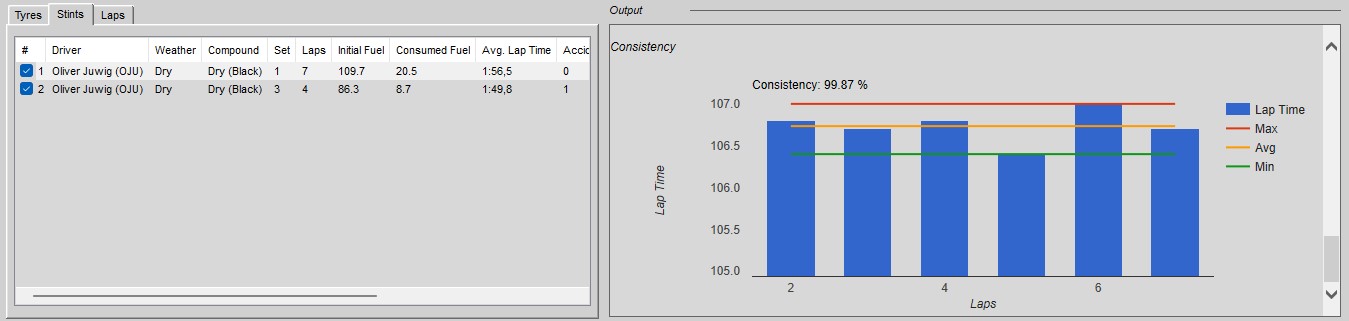 Tyres Stints Laps
# Driver Weather Compound Set Laps Initial Fuel Consumed Fuel Avg. Lap Time Accid
1 Oliver Juwig (OJU) Dry Dry (Black) 1 7 109.7 20.5 1:56,5 0
2 Oliver Juwig (OJU) Dry Dry (Black) 3 4 86.3 8.7 1:49,8 1
Output
Consistency
Consistency: 99.87 %
107.0
106.5
106.0
105.5
105.0
Lap Time
2 4 6
Laps
Lap Time
Max
Avg
Min